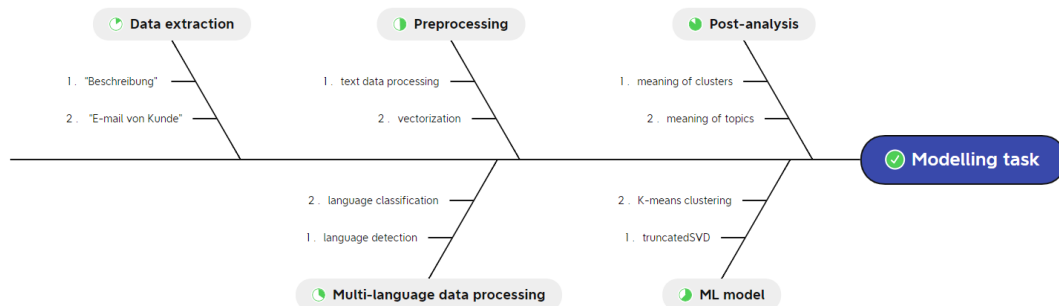 Data extraction
Preprocessing
Post-analysis
1. "Beschreibung"
1. text data processing
1. meaning of clusters
2. "E-mail von Kunde"
2. vectorization
2. meaning of topics
Modelling task
2. language classification
2. K-means clustering
1. language detection
1. truncatedSVD
Multi-language data processing
ML model